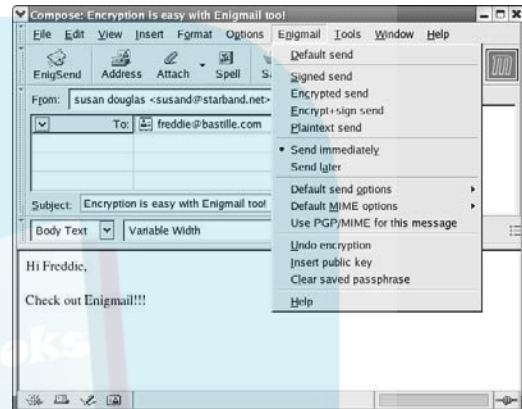 Compose: Encryption is easy with Enigmail too!
File Edit View Insert Format Options Enigmail Tools Window Help
EnigSend Address Attach Spell
From: susan douglas <susand@starband.net>
To: freddie@bastille.com
Subject: Encryption is easy with Enigmail too!
Body Text Variable Width
Default send
Signed send
Encrypted send
Encrypt+sign send
Plaintext send
Send immediately
Send later
Default send options
Default MIME options
Use PGP/MIME for this message
Undo encryption
Insert public key
Clear saved passphrase
Help
Hi Freddie,
Check out Enigmail!!!
oks